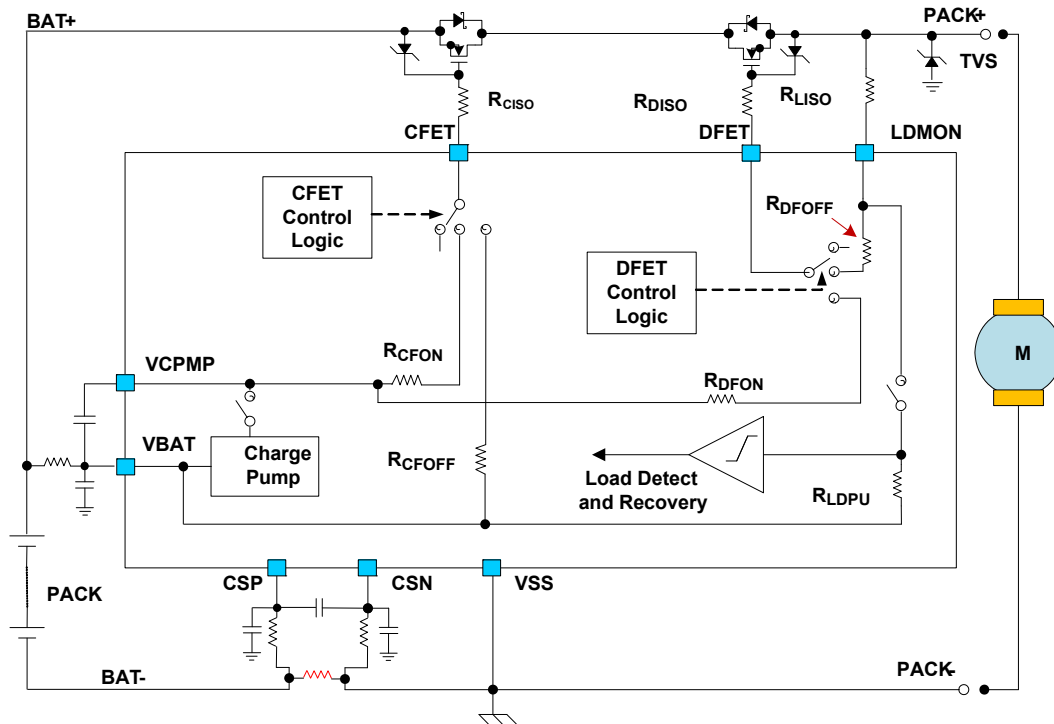 BAT+
PACK+
TVS
RCISO
RDISO
RLISO
CFET
DFET
LDMON
CFET
Control
Logic
RDFOFF
DFET
Control
Logic
M
VCPMP
RCFON
RDFON
VBAT
Charge
Pump
RCFOFF
Load Detect
and Recovery
RLDPU
PACK
CSP
CSN
VSS
BAT-
PACK-